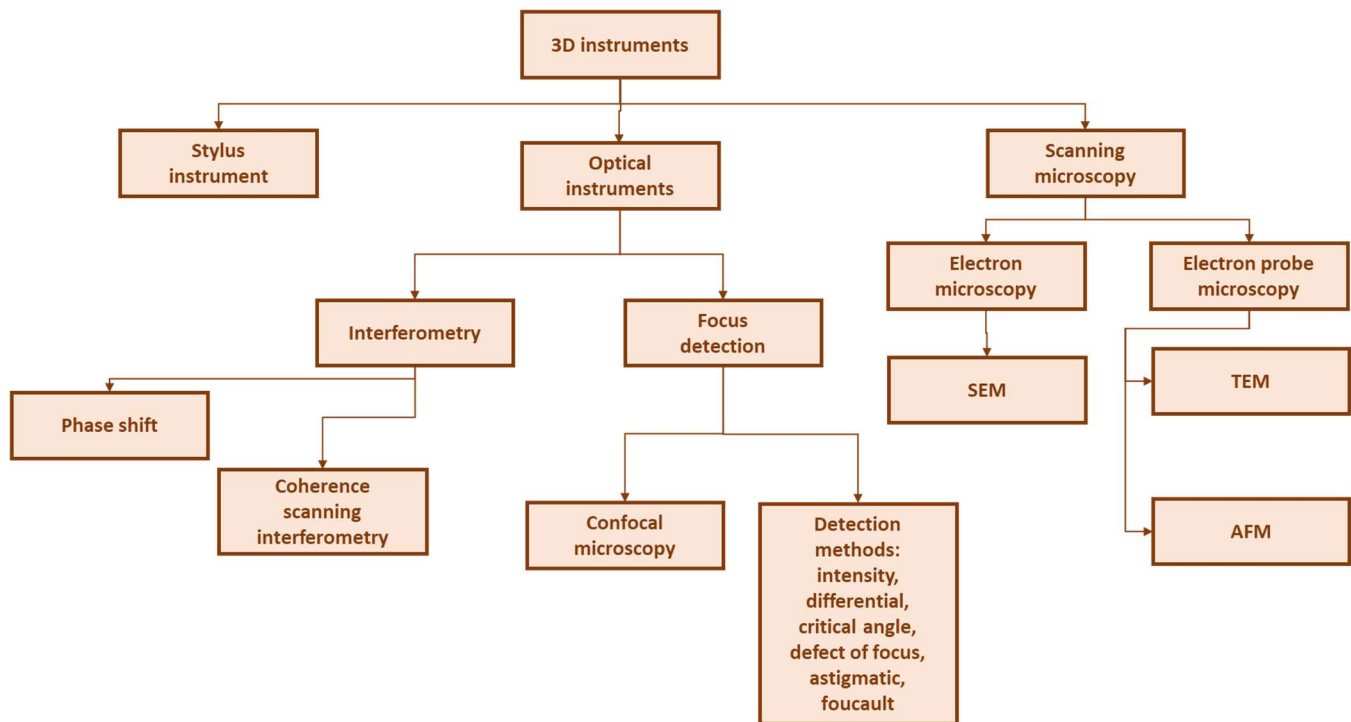 3D instruments
Stylus
instrument
Optical
instruments
Scanning
microscopy
Electron
microscopy
Electron probe
microscopy
Interferometry
Focus
detection
SEM
TEM
Phase shift
Coherence
scanning
interferometry
Confocal
microscopy
Detection
methods:
intensity,
differential,
critical angle,
defect of focus,
astigmatic,
foucault
AFM